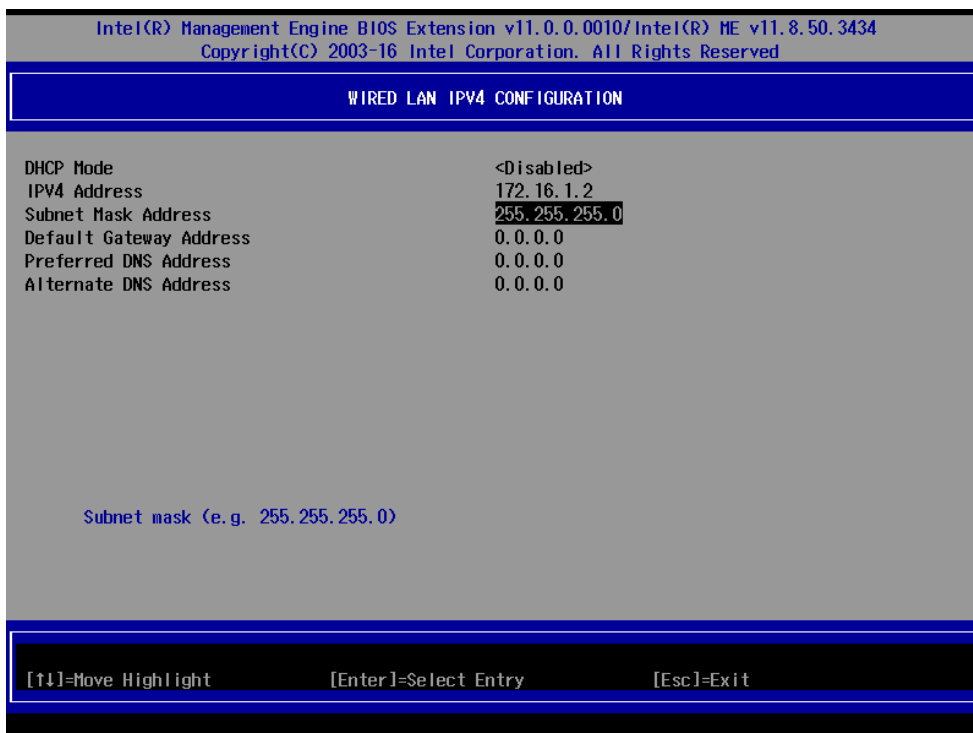 Intel(R) Management Engine BIOS Extension v11.0.0.0010/Intel(R) ME v11.8.50.3434
Copyright(C) 2003-16 Intel Corporation. All Rights Reserved
WIRED LAN IPV4 CONFIGURATION
DHCP Mode <Disabled>
IPV4 Address 172.16.1.2
Subnet Mask Address 255.255.255.0
Default Gateway Address 0.0.0.0
Preferred DNS Address 0.0.0.0
Alternate DNS Address 0.0.0.0
Subnet mask (e.g. 255.255.255.0)
[↑↓]=Move Highlight [Enter]=Select Entry [Esc]=Exit